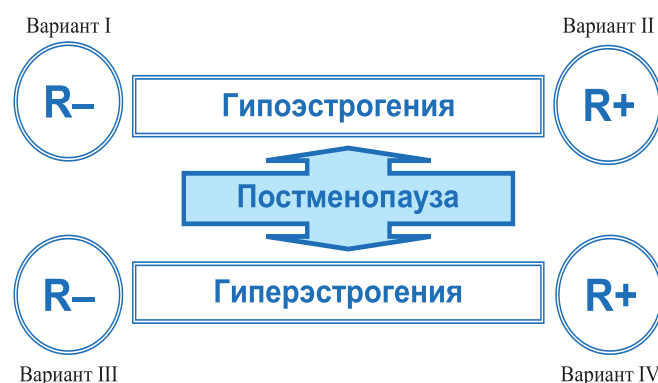 Вариант I
Вариант II
R–
Гипоэстрогения
R+
Постменопауза
R–
Гиперэстрогения
R+
Вариант III
Вариант IV